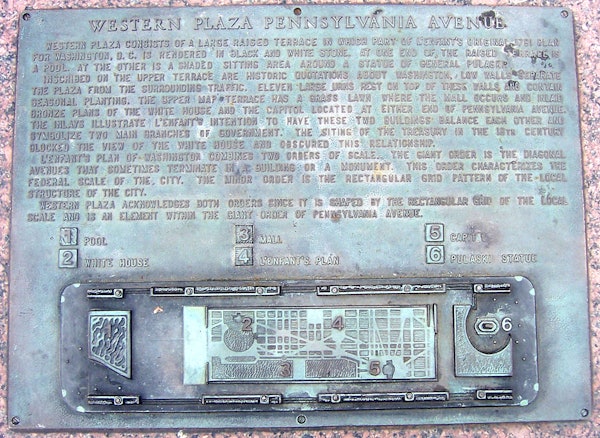 WESTERN PLAZA PENNSYLVANIA AVENUE
WESTERN PLAZA CONSISTS OF A LARGE RAISED TERRACE IN WHICH PART OF L'ENFANT'S ORIGINAL 1791 PLAN
FOR WASHINGTON, D.C. IS RENDERED IN BLACK AND WHITE STONE. AT ONE END OF THE RAISED TERRACE IS
A POOL. AT THE OTHER IS A SHADED SITTING AREA AROUND A STATUE OF GENERAL PULASKI.
INSCRIBED ON THE UPPER TERRACE ARE HISTORIC QUOTATIONS ABOUT WASHINGTON. LOW WALLS SEPARATE
THE PLAZA FROM THE SURROUNDING TRAFFIC. ELEVEN LARGE URNS REST ON TOP OF THESE WALLS AND CONTAIN
SEASONAL PLANTING. THE UPPER MAP TERRACE HAS A GRASS LAWN WHERE THE MALL OCCURS AND INLAID
BRONZE PLANS OF THE WHITE HOUSE AND THE CAPITOL LOCATED AT EITHER END OF PENNSYLVANIA AVENUE.
THE INLAYS ILLUSTRATE L'ENFANT'S INTENTION TO HAVE THESE TWO BUILDINGS BALANCE EACH OTHER AND
SYMBOLIZE TWO MAIN BRANCHES OF GOVERNMENT. THE SITING OF THE TREASURY IN THE 19TH CENTURY
BLOCKED THE VIEW OF THE WHITE HOUSE AND OBSCURED THIS RELATIONSHIP.
L'ENFANT'S PLAN OF WASHINGTON COMBINES TWO ORDERS OF SCALE. THE GIANT ORDER IS THE DIAGONAL
AVENUES THAT SOMETIMES TERMINATE IN A BUILDING OR A MONUMENT. THIS ORDER CHARACTERIZES THE
FEDERAL SCALE OF THE CITY. THE MINOR ORDER IS THE RECTANGULAR GRID PATTERN OF THE LOCAL
STRUCTURE OF THE CITY.
WESTERN PLAZA ACKNOWLEDGES BOTH ORDERS SINCE IT IS SHAPED BY THE RECTANGULAR GRID OF THE LOCAL
SCALE AND IS AN ELEMENT WITHIN THE GIANT ORDER OF PENNSYLVANIA AVENUE.
1 POOL
2 WHITE HOUSE
3 MALL
4 L'ENFANT'S PLAN
5 CAPITOL
6 PULASKI STATUE
1
2
4
6
3
5